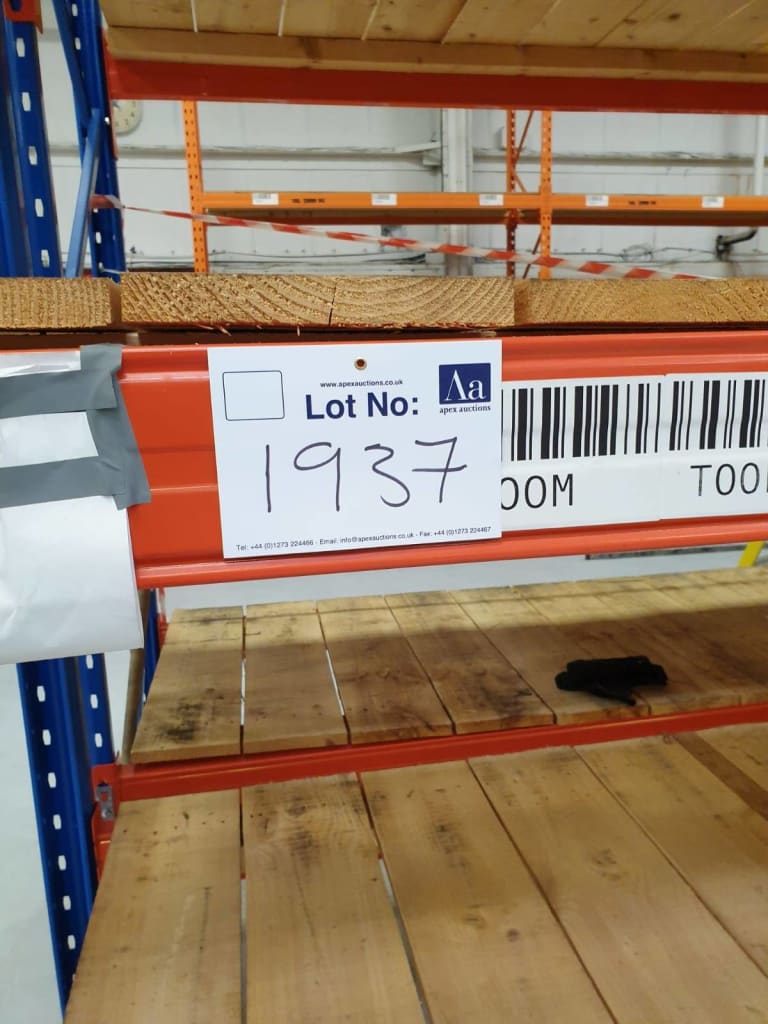 www.apexauctions.co.uk
Lot No:
Aa
apex auctions
1937
Tel: +44 (0)1273 224466 - Email: info@apexauctions.co.uk - Fax: +44 (0)1273 224467
OOM
TOO